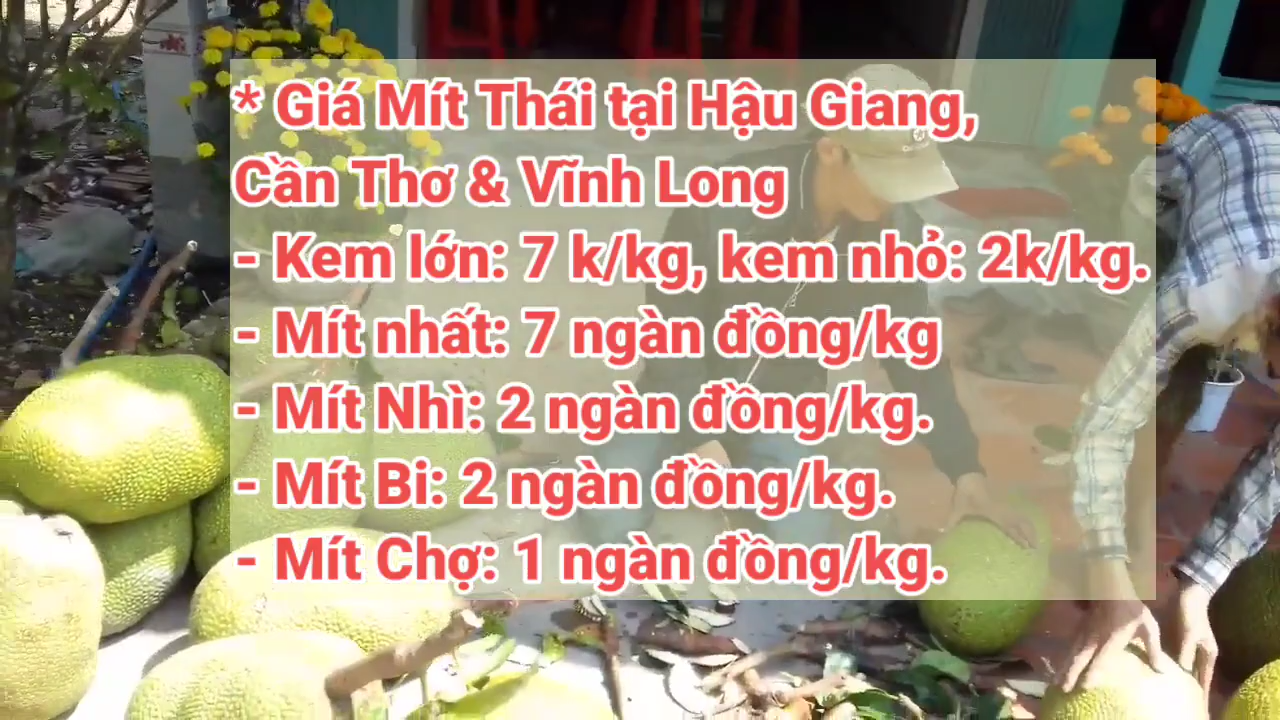 * Giá Mít Thái tại Hậu Giang,
Cần Thơ & Vĩnh Long
- Kem lớn: 7 k/kg, kem nhỏ: 2k/kg.
- Mít nhất: 7 ngàn đồng/kg
- Mít Nhì: 2 ngàn đồng/kg.
- Mít Bi: 2 ngàn đồng/kg.
- Mít Chợ: 1 ngàn đồng/kg.